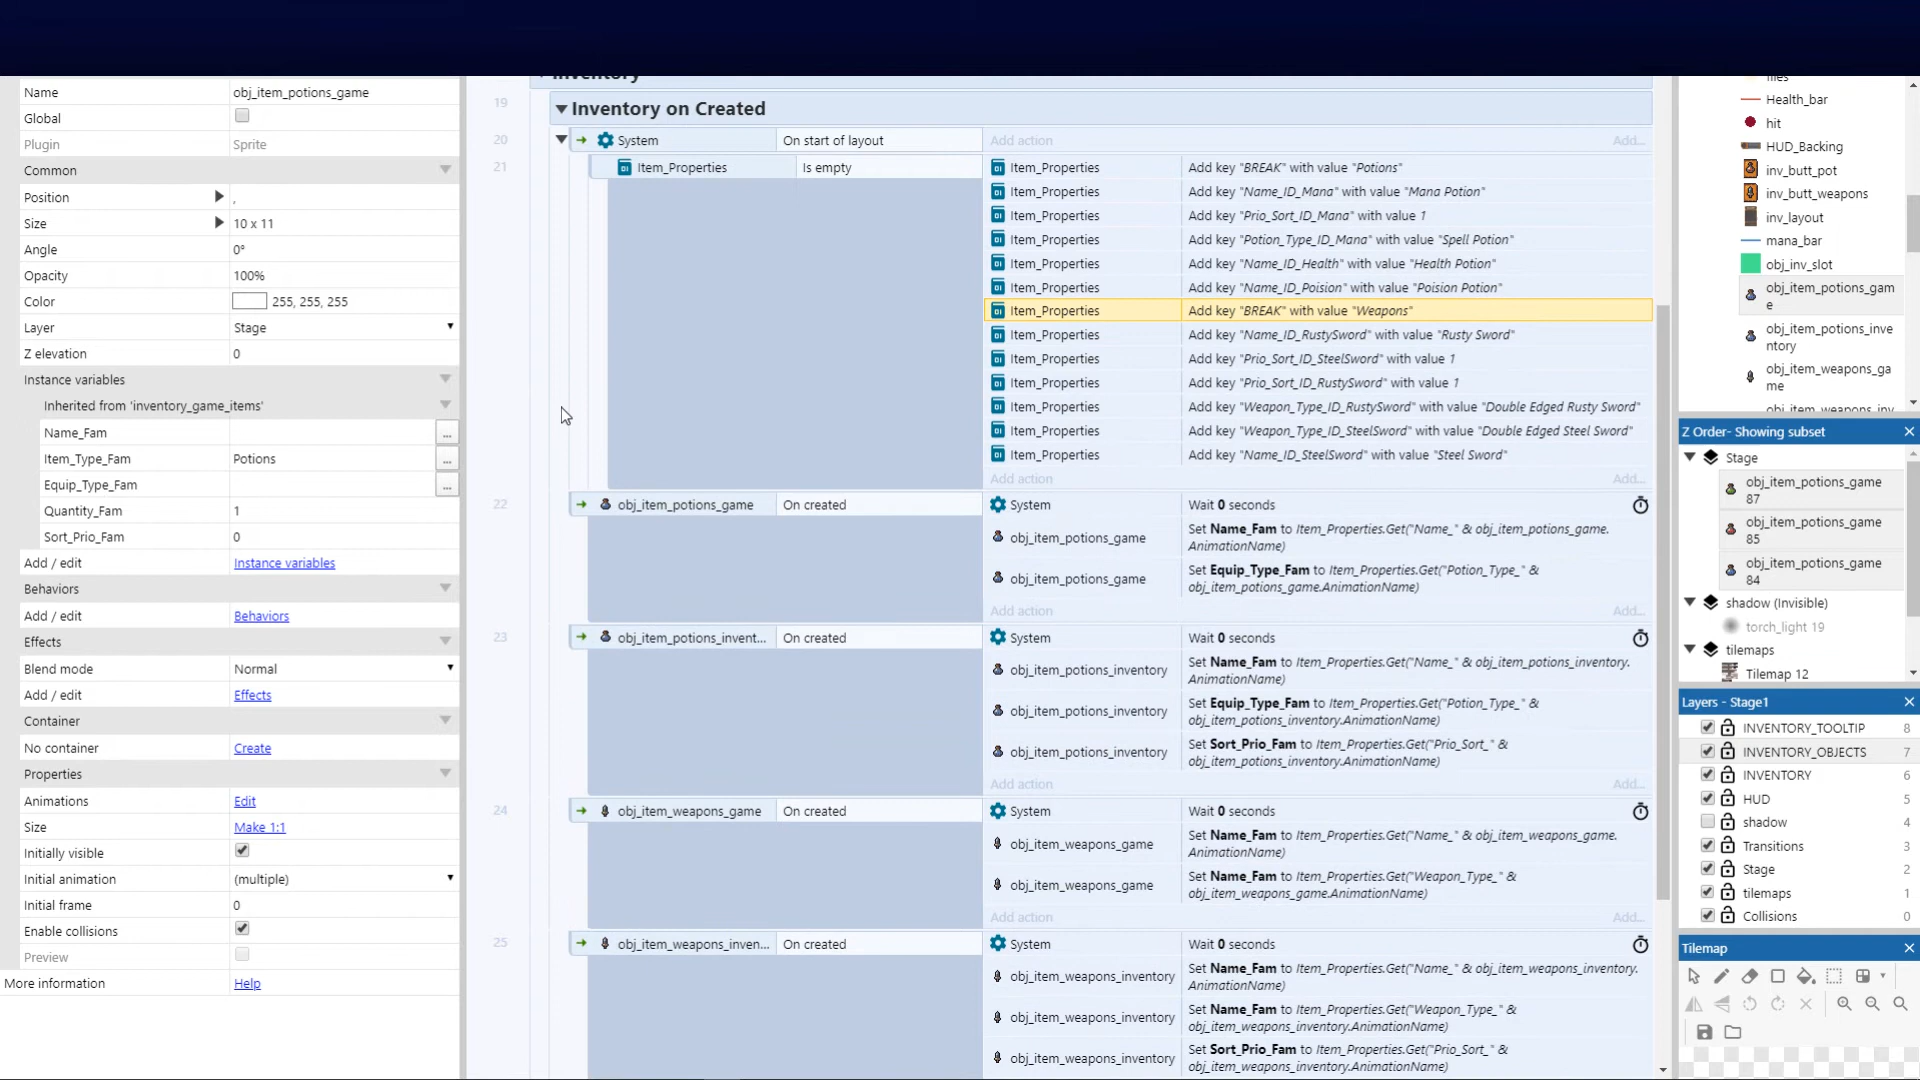 Name
obj_item_potions_game
Global
Plugin
Sprite
Common
Position
,
Size
10 x 11
Angle
0°
Opacity
100%
Color
255, 255, 255
Layer
Stage
Z elevation
0
Instance variables
Inherited from 'inventory_game_items'
Name_Fam
...
Item_Type_Fam
Potions
...
Equip_Type_Fam
...
Quantity_Fam
1
Sort_Prio_Fam
0
Add / edit
Instance variables
Behaviors
Add / edit
Behaviors
Effects
Blend mode
Normal
Add / edit
Effects
Container
No container
Create
Properties
Animations
Edit
Size
Make 1:1
Initially visible
Initial animation
(multiple)
Initial frame
0
Enable collisions
Preview
More information
Help
Inventory
19
Inventory on Created
20
System
On start of layout
Add action
Add...
21
Item_Properties
Is empty
Item_Properties
Add key "BREAK" with value "Potions"
Item_Properties
Add key "Name_ID_Mana" with value "Mana Potion"
Item_Properties
Add key "Prio_Sort_ID_Mana" with value 1
Item_Properties
Add key "Potion_Type_ID_Mana" with value "Spell Potion"
Item_Properties
Add key "Name_ID_Health" with value "Health Potion"
Item_Properties
Add key "Name_ID_Poision" with value "Poision Potion"
Item_Properties
Add key "BREAK" with value "Weapons"
Item_Properties
Add key "Name_ID_RustySword" with value "Rusty Sword"
Item_Properties
Add key "Prio_Sort_ID_SteelSword" with value 1
Item_Properties
Add key "Prio_Sort_ID_RustySword" with value 1
Item_Properties
Add key "Weapon_Type_ID_RustySword" with value "Double Edged Rusty Sword"
Item_Properties
Add key "Weapon_Type_ID_SteelSword" with value "Double Edged Steel Sword"
Item_Properties
Add key "Name_ID_SteelSword" with value "Steel Sword"
Add action
Add...
22
obj_item_potions_game
On created
System
Wait 0 seconds
obj_item_potions_game
Set Name_Fam to Item_Properties.Get("Name_" & obj_item_potions_game.
AnimationName)
obj_item_potions_game
Set Equip_Type_Fam to Item_Properties.Get("Potion_Type_" &
obj_item_potions_game.AnimationName)
Add action
Add...
23
obj_item_potions_invent...
On created
System
Wait 0 seconds
obj_item_potions_inventory
Set Name_Fam to Item_Properties.Get("Name_" & obj_item_potions_inventory.
AnimationName)
obj_item_potions_inventory
Set Equip_Type_Fam to Item_Properties.Get("Potion_Type_" &
obj_item_potions_inventory.AnimationName)
obj_item_potions_inventory
Set Sort_Prio_Fam to Item_Properties.Get("Prio_Sort_" &
obj_item_potions_inventory.AnimationName)
Add action
Add...
24
obj_item_weapons_game
On created
System
Wait 0 seconds
obj_item_weapons_game
Set Name_Fam to Item_Properties.Get("Name_" & obj_item_weapons_game.
AnimationName)
obj_item_weapons_game
Set Name_Fam to Item_Properties.Get("Weapon_Type_" &
obj_item_weapons_game.AnimationName)
Add action
Add...
25
obj_item_weapons_inven...
On created
System
Wait 0 seconds
obj_item_weapons_inventory
Set Name_Fam to Item_Properties.Get("Name_" & obj_item_weapons_inventory.
AnimationName)
obj_item_weapons_inventory
Set Name_Fam to Item_Properties.Get("Weapon_Type_" &
obj_item_weapons_inventory.AnimationName)
obj_item_weapons_inventory
Set Sort_Prio_Fam to Item_Properties.Get("Prio_Sort_" &
obj_item_weapons_inventory.AnimationName)
Health_bar
hit
HUD_Backing
inv_butt_pot
inv_butt_weapons
inv_layout
mana_bar
obj_inv_slot
obj_item_potions_gam
e
obj_item_potions_inve
ntory
obj_item_weapons_ga
me
obj_item_weapons_inv
Z Order- Showing subset
Stage
obj_item_potions_game
87
obj_item_potions_game
85
obj_item_potions_game
84
shadow (Invisible)
torch_light 19
tilemaps
Tilemap 12
Layers - Stage1
INVENTORY_TOOLTIP 8
INVENTORY_OBJECTS 7
INVENTORY 6
HUD 5
shadow 4
Transitions 3
Stage 2
tilemaps 1
Collisions 0
Tilemap